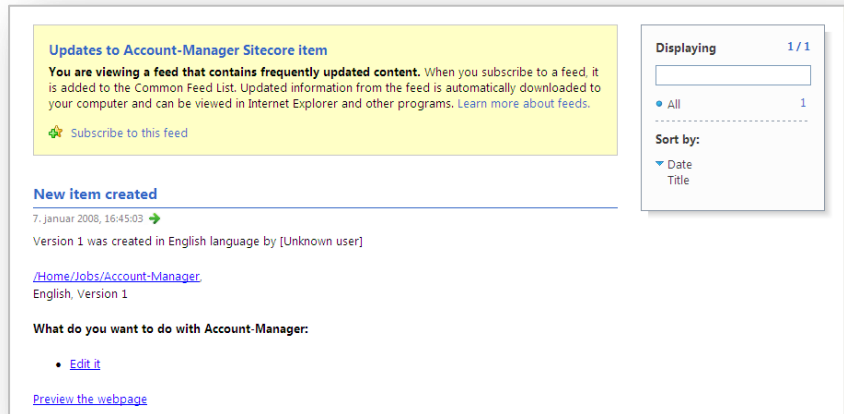 Updates to Account-Manager Sitecore item
You are viewing a feed that contains frequently updated content. When you subscribe to a feed, it
is added to the Common Feed List. Updated information from the feed is automatically downloaded to
your computer and can be viewed in Internet Explorer and other programs. Learn more about feeds.
Subscribe to this feed
New item created
7. januar 2008, 16:45:03
Version 1 was created in English language by [Unknown user]
/Home/Jobs/Account-Manager,
English, Version 1
What do you want to do with Account-Manager:
Edit it
Preview the webpage
Displaying 1 / 1
All 1
Sort by:
Date
Title